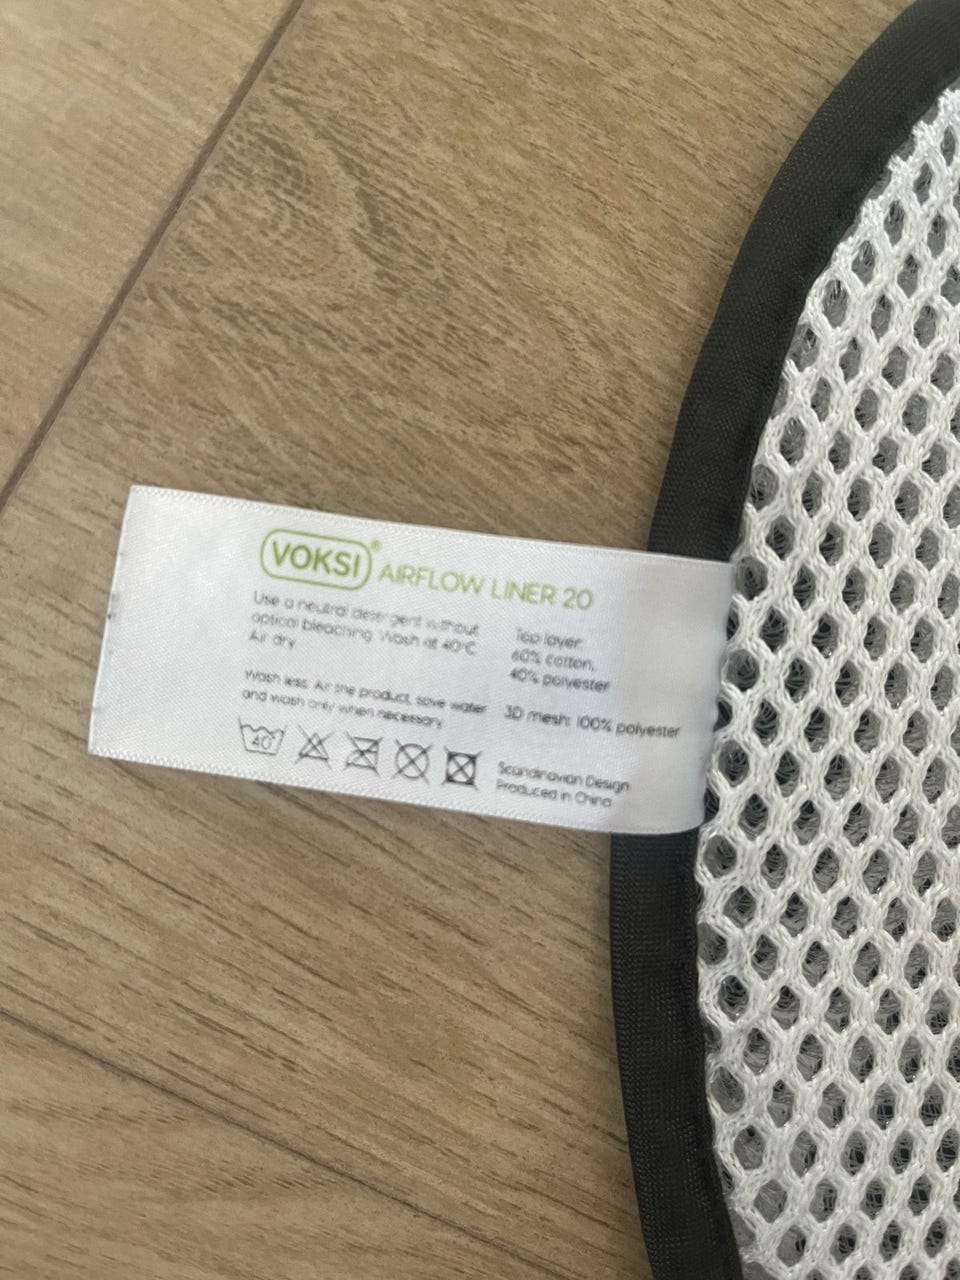 VOKSI® AIRFLOW LINER 20
Use a neutral detergent without
optical bleaching. Wash at 40°C
Air dry
Wash less. Air the product, save water
and wash only when necessary.
40°
Top layer:
60% cotton,
40% polyester
3D mesh: 100% polyester
Scandinavian Design
Produced in China